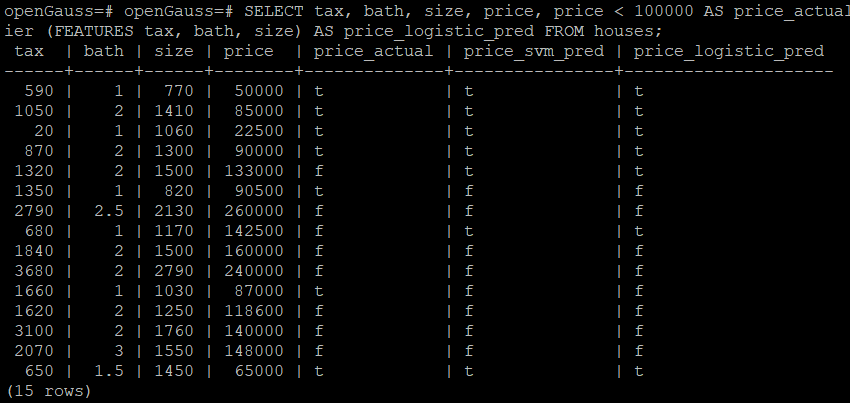 openGauss=# openGauss=# SELECT tax, bath, size, price, price < 100000 AS price_actual
ier (FEATURES tax, bath, size) AS price_logistic_pred FROM houses;
 tax  | bath | size | price  | price_actual | price_svm_pred | price_logistic_pred
------+------+------+--------+--------------+----------------+---------------------
  590 |    1 |  770 |  50000 | t            | t              | t
 1050 |    2 | 1410 |  85000 | t            | t              | t
   20 |    1 | 1060 |  22500 | t            | t              | t
  870 |    2 | 1300 |  90000 | t            | t              | t
 1320 |    2 | 1500 | 133000 | f            | t              | t
 1350 |    1 |  820 |  90500 | t            | f              | f
 2790 |  2.5 | 2130 | 260000 | f            | f              | f
  680 |    1 | 1170 | 142500 | f            | t              | t
 1840 |    2 | 1500 | 160000 | f            | f              | f
 3680 |    2 | 2790 | 240000 | f            | f              | f
 1660 |    1 | 1030 |  87000 | t            | f              | f
 1620 |    2 | 1250 | 118600 | f            | f              | f
 3100 |    2 | 1760 | 140000 | f            | f              | f
 2070 |    3 | 1550 | 148000 | f            | f              | f
  650 |  1.5 | 1450 |  65000 | t            | t              | t
(15 rows)